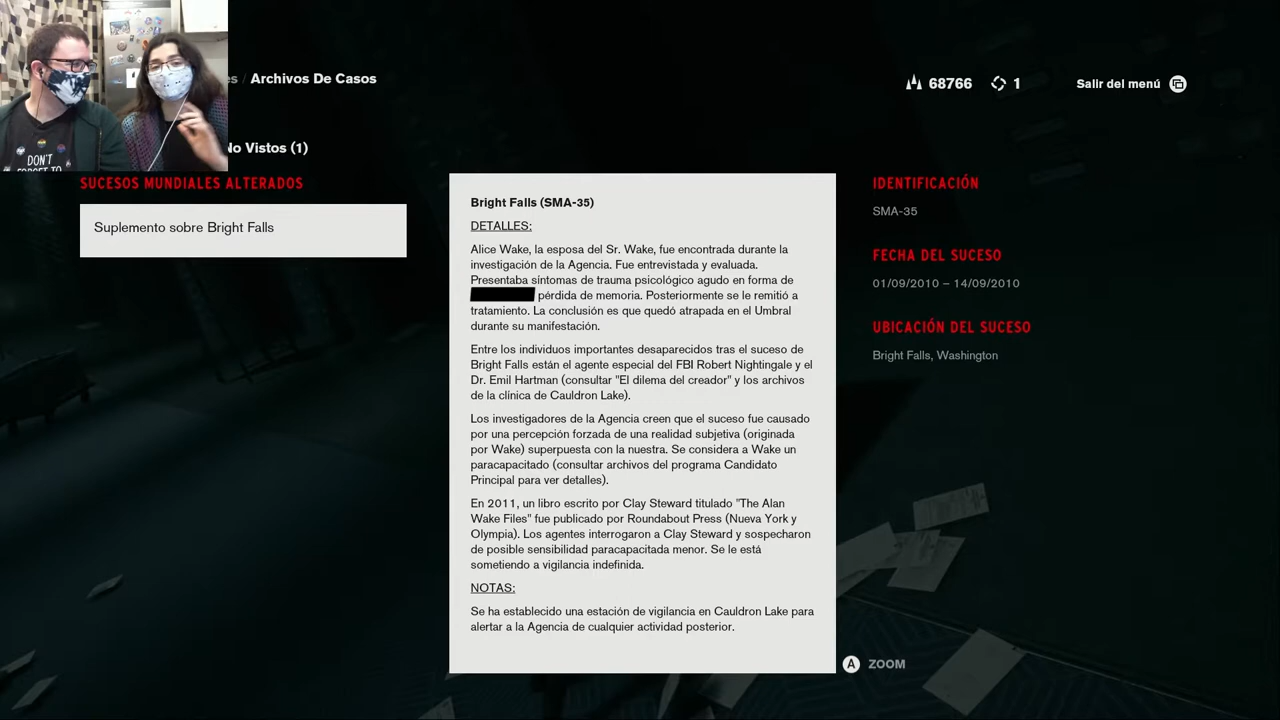 es / Archivos De Casos
68766
1
Salir del menú
No Vistos (1)
DON'T
SUCESOS MUNDIALES ALTERADOS
Suplemento sobre Bright Falls
Bright Falls (SMA-35)
DETALLES:
Alice Wake, la esposa del Sr. Wake, fue encontrada durante la
investigación de la Agencia. Fue entrevistada y evaluada.
Presentaba síntomas de trauma psicológico agudo en forma de
pérdida de memoria. Posteriormente se le remitió a
tratamiento. La conclusión es que quedó atrapada en el Umbral
durante su manifestación.
Entre los individuos importantes desaparecidos tras el suceso de
Bright Falls están el agente especial del FBI Robert Nightingale y el
Dr. Emil Hartman (consultar "El dilema del creador" y los archivos
de la clínica de Cauldron Lake).
Los investigadores de la Agencia creen que el suceso fue causado
por una percepción forzada de una realidad subjetiva (originada
por Wake) superpuesta con la nuestra. Se considera a Wake un
paracapacitado (consultar archivos del programa Candidato
Principal para ver detalles).
En 2011, un libro escrito por Clay Steward titulado "The Alan
Wake Files" fue publicado por Roundabout Press (Nueva York y
Olympia). Los agentes interrogaron a Clay Steward y sospecharon
de posible sensibilidad paracapacitada menor. Se le está
sometiendo a vigilancia indefinida.
NOTAS:
Se ha establecido una estación de vigilancia en Cauldron Lake para
alertar a la Agencia de cualquier actividad posterior.
IDENTIFICACIÓN
SMA-35
FECHA DEL SUCESO
01/09/2010 – 14/09/2010
UBICACIÓN DEL SUCESO
Bright Falls, Washington
A ZOOM